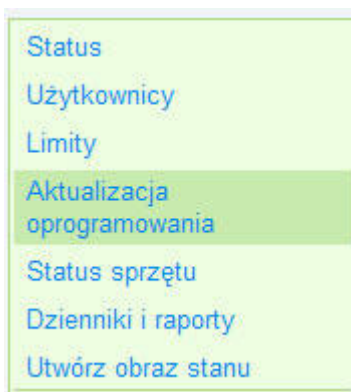 Status
Użytkownicy
Limity
Aktualizacja
oprogramowania
Status sprzętu
Dzienniki i raporty
Utwórz obraz stanu